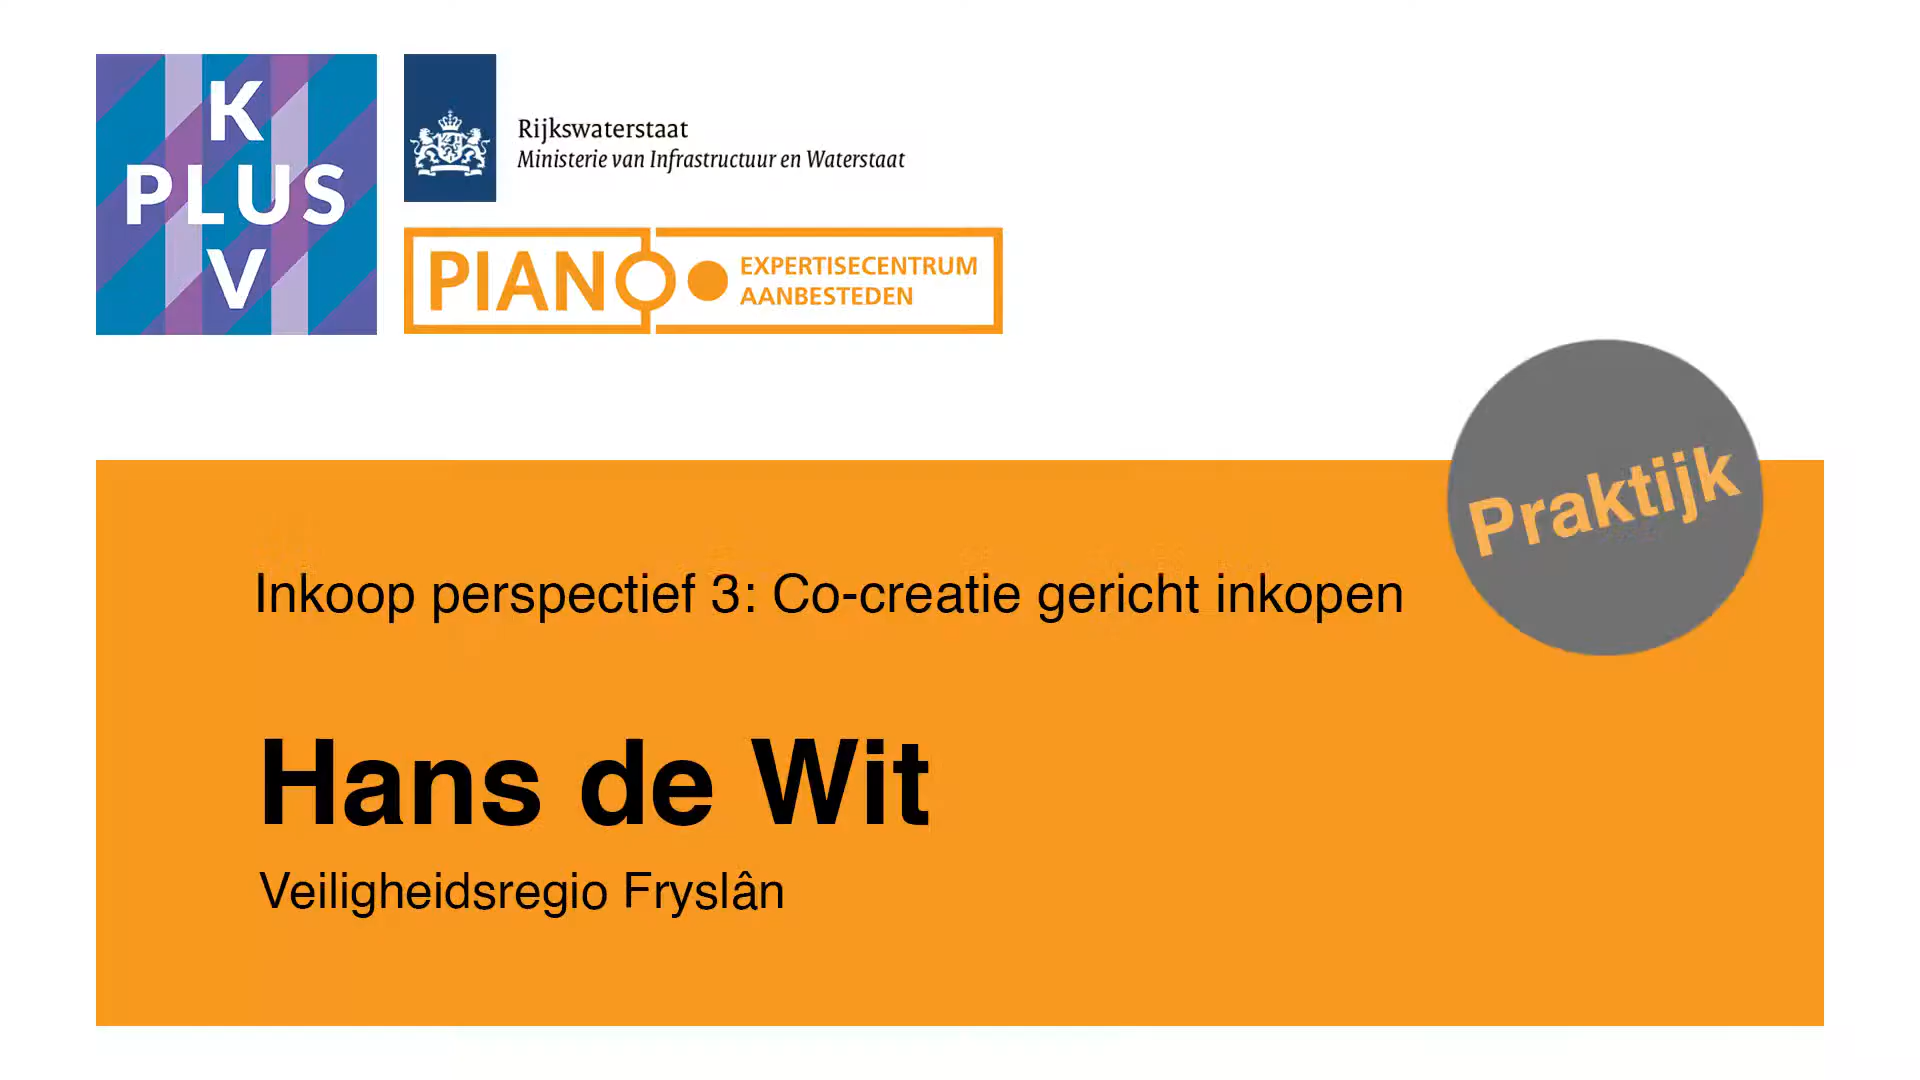 K
PLUS
V
Rijkswaterstaat
Ministerie van Infrastructuur en Waterstaat
PIANOo
EXPERTISECENTRUM
AANBESTEDEN
Praktijk
Inkoop perspectief 3: Co-creatie gericht inkopen
Hans de Wit
Veiligheidsregio Fryslân